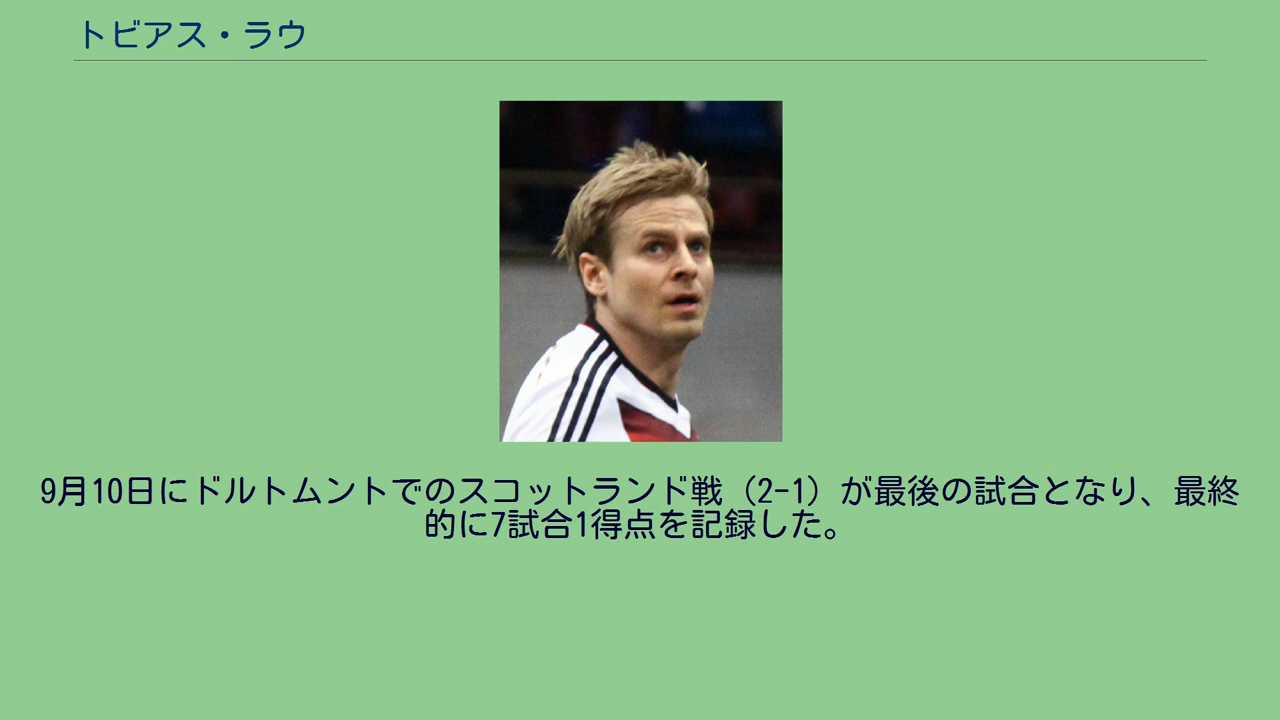 トビアス・ラウ
9月10日にドルトムントでのスコットランド戦（2-1）が最後の試合となり、最終
的に7試合1得点を記録した。